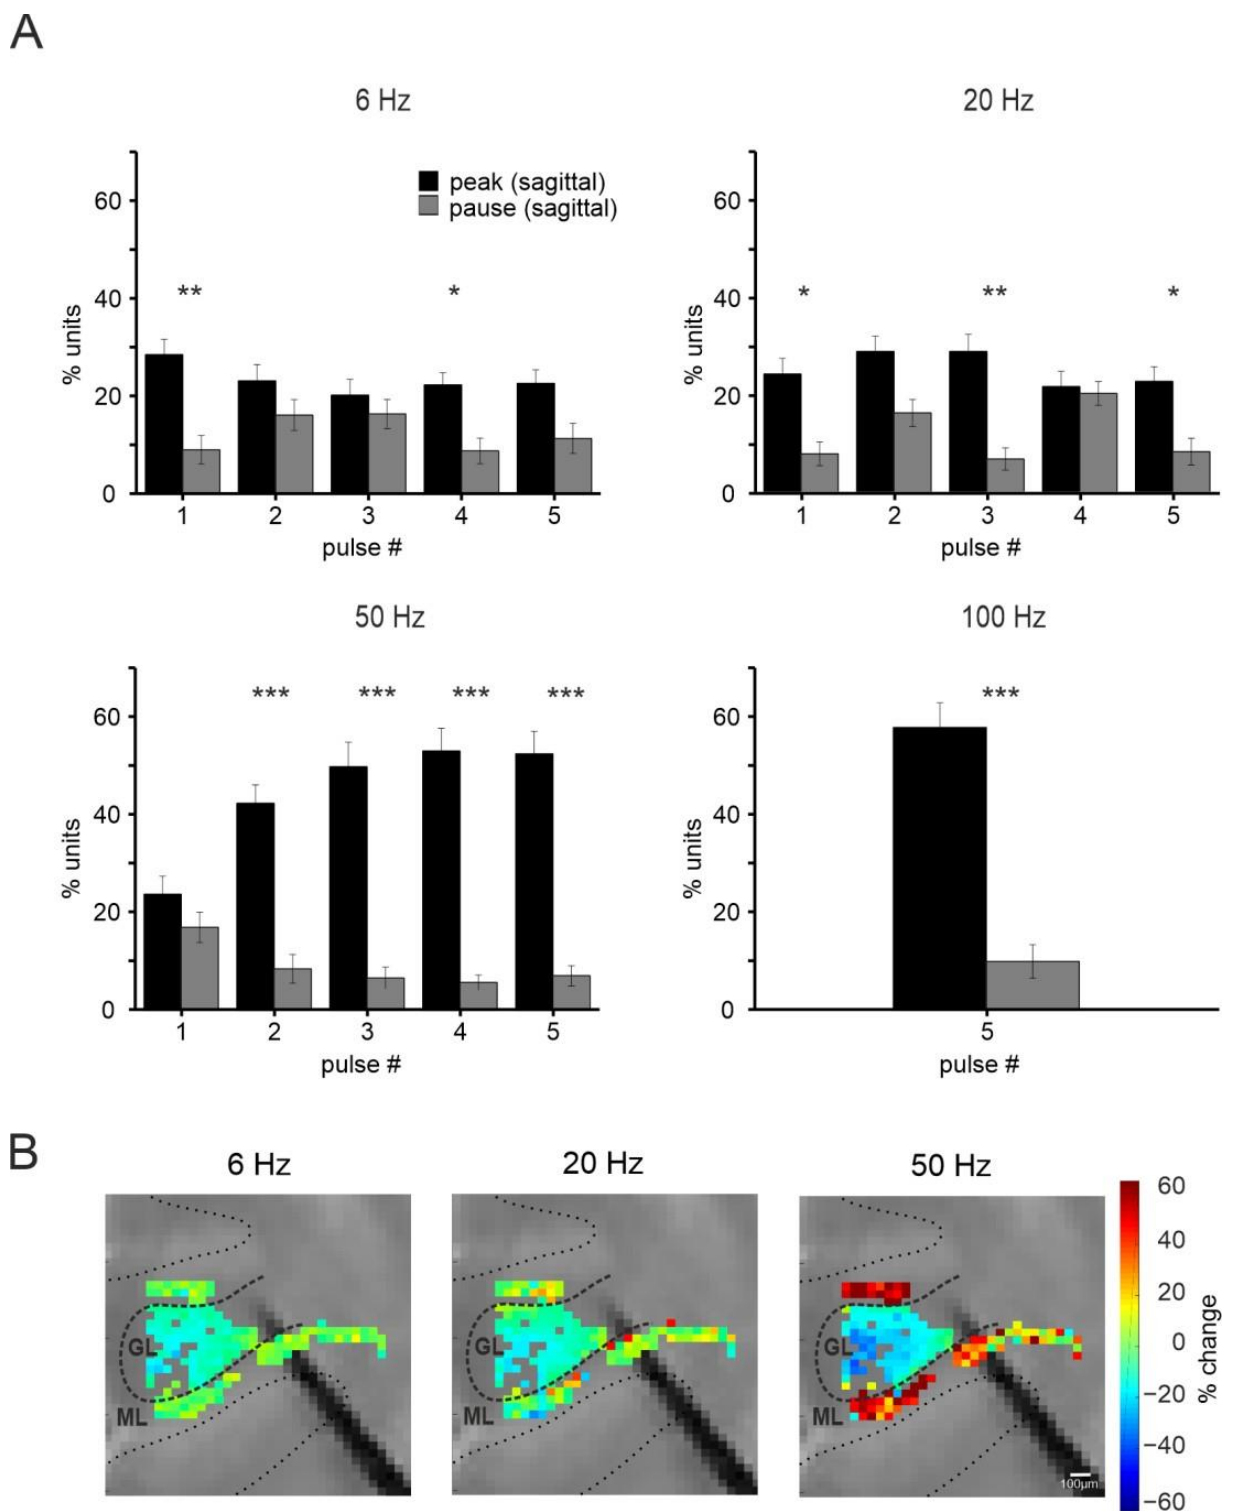 A
6 Hz
20 Hz
peak (sagittal)
pause (sagittal)
60
40
20
0
% units
** *
1 2 3 4 5
pulse #
60
40
20
0
% units
* ** *
1 2 3 4 5
pulse #
50 Hz
100 Hz
60
40
20
0
% units
*** *** *** ***
1 2 3 4 5
pulse #
60
40
20
0
% units
***
5
pulse #
B
6 Hz
20 Hz
50 Hz
GL
ML
GL
ML
GL
ML
100µm
60
40
20
0
−20
−40
−60
% change